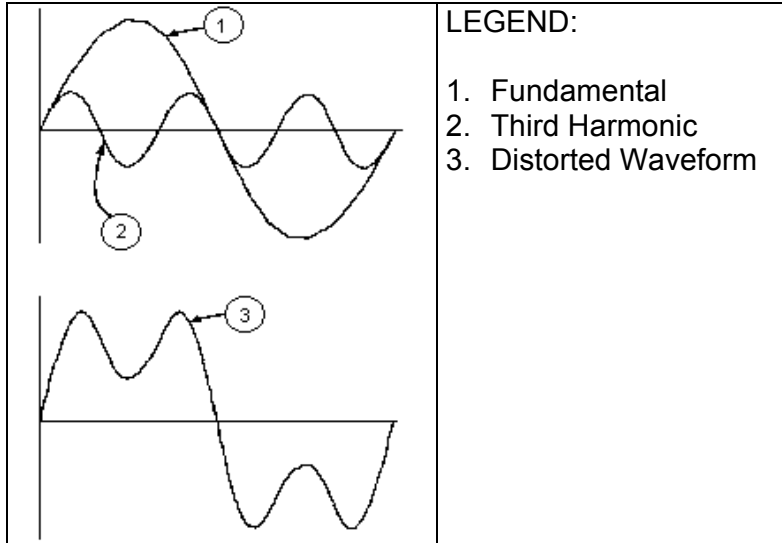 1
2
3
LEGEND:
1. Fundamental
2. Third Harmonic
3. Distorted Waveform